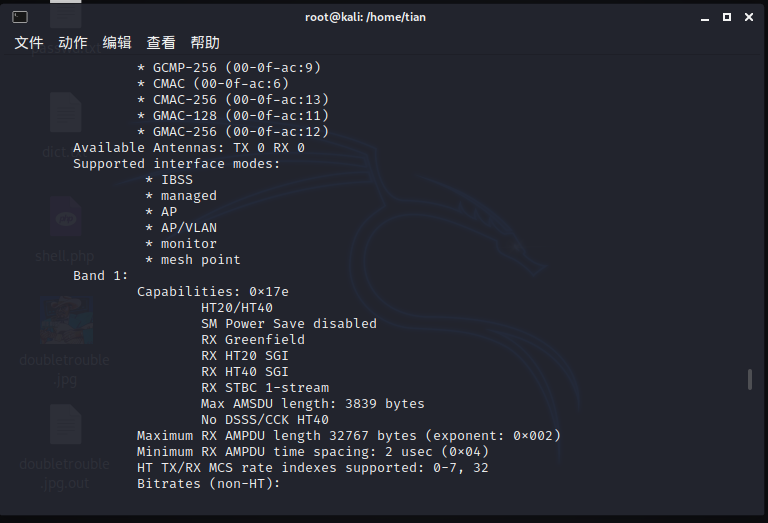 root@kali: /home/tian
文件 动作 编辑 查看 帮助
* GCMP-256 (00-0f-ac:9)
* CMAC (00-0f-ac:6)
* CMAC-256 (00-0f-ac:13)
* GMAC-128 (00-0f-ac:11)
* GMAC-256 (00-0f-ac:12)
Available Antennas: TX 0 RX 0
Supported interface modes:
* IBSS
* managed
* AP
* AP/VLAN
* monitor
* mesh point
Band 1:
Capabilities: 0×17e
HT20/HT40
SM Power Save disabled
RX Greenfield
RX HT20 SGI
RX HT40 SGI
RX STBC 1-stream
Max AMSDU length: 3839 bytes
No DSSS/CCK HT40
Maximum RX AMPDU length 32767 bytes (exponent: 0×002)
Minimum RX AMPDU time spacing: 2 usec (0×04)
HT TX/RX MCS rate indexes supported: 0-7, 32
Bitrates (non-HT):
shell.php
doubletrouble
.jpg
doubletrouble
.jpg.out